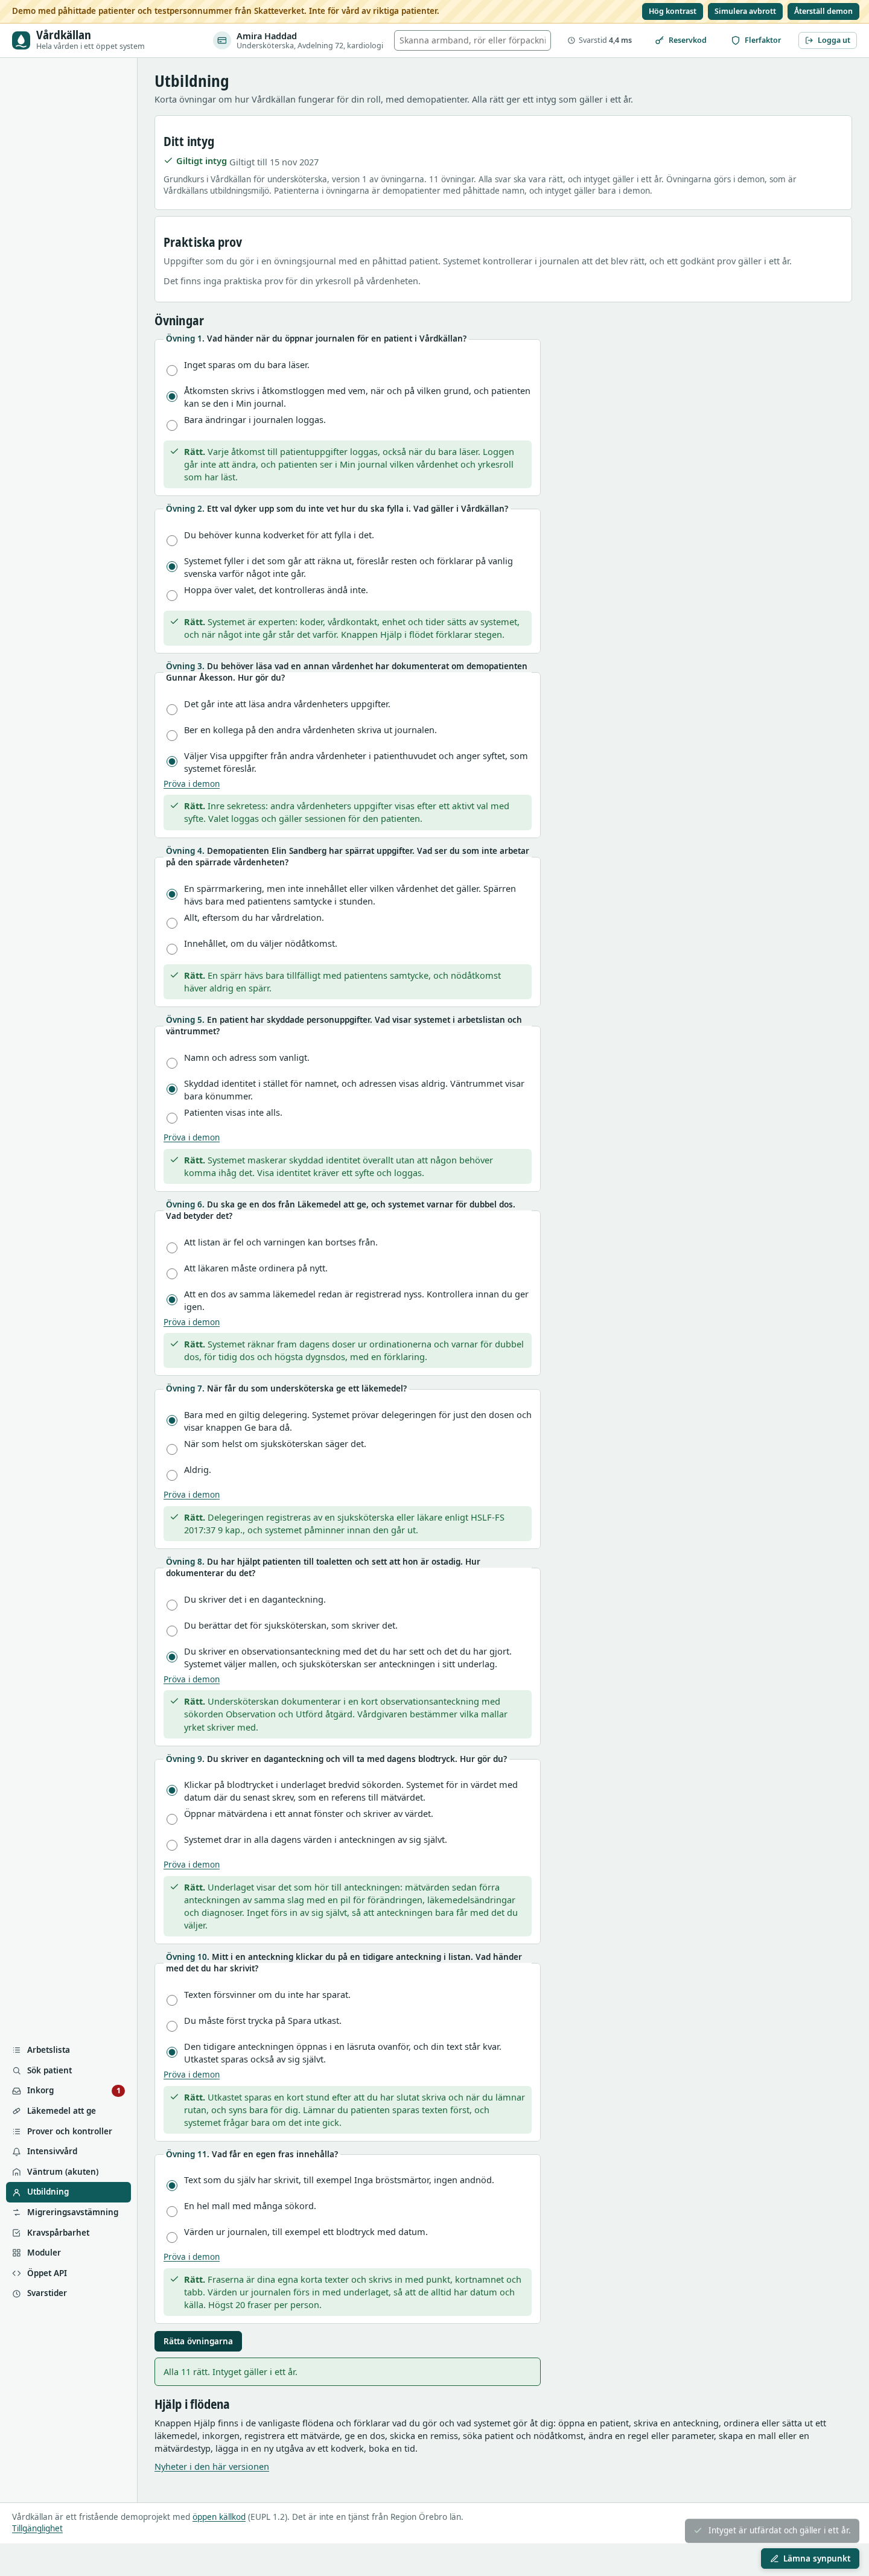 Demo med påhittade patienter och testpersonnummer från Skatteverket. Inte för vård av riktiga patienter.
Hög kontrast
Simulera avbrott
Återställ demon
Vårdkällan
Hela vården i ett öppet system
Amira Haddad
Undersköterska, Avdelning 72, kardiologi
Skanna armband, rör eller förpackni
Svarstid 4,4 ms
Reservkod
Flerfaktor
Logga ut
Utbildning
Korta övningar om hur Vårdkällan fungerar för din roll, med demopatienter. Alla rätt ger ett intyg som gäller i ett år.
Ditt intyg
Giltigt intyg Giltigt till 15 nov 2027
Grundkurs i Vårdkällan för undersköterska, version 1 av övningarna. 11 övningar. Alla svar ska vara rätt, och intyget gäller i ett år. Övningarna görs i demon, som är
Vårdkällans utbildningsmiljö. Patienterna i övningarna är demopatienter med påhittade namn, och intyget gäller bara i demon.
Praktiska prov
Uppgifter som du gör i en övningsjournal med en påhittad patient. Systemet kontrollerar i journalen att det blev rätt, och ett godkänt prov gäller i ett år.
Det finns inga praktiska prov för din yrkesroll på vårdenheten.
Övningar
Övning 1. Vad händer när du öppnar journalen för en patient i Vårdkällan?
Inget sparas om du bara läser.
Åtkomsten skrivs i åtkomstloggen med vem, när och på vilken grund, och patienten
kan se den i Min journal.
Bara ändringar i journalen loggas.
Rätt. Varje åtkomst till patientuppgifter loggas, också när du bara läser. Loggen
går inte att ändra, och patienten ser i Min journal vilken vårdenhet och yrkesroll
som har läst.
Övning 2. Ett val dyker upp som du inte vet hur du ska fylla i. Vad gäller i Vårdkällan?
Du behöver kunna kodverket för att fylla i det.
Systemet fyller i det som går att räkna ut, föreslår resten och förklarar på vanlig
svenska varför något inte går.
Hoppa över valet, det kontrolleras ändå inte.
Rätt. Systemet är experten: koder, vårdkontakt, enhet och tider sätts av systemet,
och när något inte går står det varför. Knappen Hjälp i flödet förklarar stegen.
Övning 3. Du behöver läsa vad en annan vårdenhet har dokumenterat om demopatienten
Gunnar Åkesson. Hur gör du?
Det går inte att läsa andra vårdenheters uppgifter.
Ber en kollega på den andra vårdenheten skriva ut journalen.
Väljer Visa uppgifter från andra vårdenheter i patienthuvudet och anger syftet, som
systemet föreslår.
Pröva i demon
Rätt. Inre sekretess: andra vårdenheters uppgifter visas efter ett aktivt val med
syfte. Valet loggas och gäller sessionen för den patienten.
Övning 4. Demopatienten Elin Sandberg har spärrat uppgifter. Vad ser du som inte arbetar
på den spärrade vårdenheten?
En spärrmarkering, men inte innehållet eller vilken vårdenhet det gäller. Spärren
hävs bara med patientens samtycke i stunden.
Allt, eftersom du har vårdrelation.
Innehållet, om du väljer nödåtkomst.
Rätt. En spärr hävs bara tillfälligt med patientens samtycke, och nödåtkomst
häver aldrig en spärr.
Övning 5. En patient har skyddade personuppgifter. Vad visar systemet i arbetslistan och
väntrummet?
Namn och adress som vanligt.
Skyddad identitet i stället för namnet, och adressen visas aldrig. Väntrummet visar
bara könummer.
Patienten visas inte alls.
Pröva i demon
Rätt. Systemet maskerar skyddad identitet överallt utan att någon behöver
komma ihåg det. Visa identitet kräver ett syfte och loggas.
Övning 6. Du ska ge en dos från Läkemedel att ge, och systemet varnar för dubbel dos.
Vad betyder det?
Att listan är fel och varningen kan bortses från.
Att läkaren måste ordinera på nytt.
Att en dos av samma läkemedel redan är registrerad nyss. Kontrollera innan du ger
igen.
Pröva i demon
Rätt. Systemet räknar fram dagens doser ur ordinationerna och varnar för dubbel
dos, för tidig dos och högsta dygnsdos, med en förklaring.
Övning 7. När får du som undersköterska ge ett läkemedel?
Bara med en giltig delegering. Systemet prövar delegeringen för just den dosen och
visar knappen Ge bara då.
När som helst om sjuksköterskan säger det.
Aldrig.
Pröva i demon
Rätt. Delegeringen registreras av en sjuksköterska eller läkare enligt HSLF-FS
2017:37 9 kap., och systemet påminner innan den går ut.
Övning 8. Du har hjälpt patienten till toaletten och sett att hon är ostadig. Hur
dokumenterar du det?
Du skriver det i en daganteckning.
Du berättar det för sjuksköterskan, som skriver det.
Du skriver en observationsanteckning med det du har sett och det du har gjort.
Systemet väljer mallen, och sjuksköterskan ser anteckningen i sitt underlag.
Pröva i demon
Rätt. Undersköterskan dokumenterar i en kort observationsanteckning med
sökorden Observation och Utförd åtgärd. Vårdgivaren bestämmer vilka mallar
yrket skriver med.
Övning 9. Du skriver en daganteckning och vill ta med dagens blodtryck. Hur gör du?
Klickar på blodtrycket i underlaget bredvid sökorden. Systemet för in värdet med
datum där du senast skrev, som en referens till mätvärdet.
Öppnar mätvärdena i ett annat fönster och skriver av värdet.
Systemet drar in alla dagens värden i anteckningen av sig självt.
Pröva i demon
Rätt. Underlaget visar det som hör till anteckningen: mätvärden sedan förra
anteckningen av samma slag med en pil för förändringen, läkemedelsändringar
och diagnoser. Inget förs in av sig självt, så att anteckningen bara får med det du
väljer.
Övning 10. Mitt i en anteckning klickar du på en tidigare anteckning i listan. Vad händer
med det du har skrivit?
Texten försvinner om du inte har sparat.
Du måste först trycka på Spara utkast.
Den tidigare anteckningen öppnas i en läsruta ovanför, och din text står kvar.
Utkastet sparas också av sig självt.
Pröva i demon
Rätt. Utkastet sparas en kort stund efter att du har slutat skriva och när du lämnar
rutan, och syns bara för dig. Lämnar du patienten sparas texten först, och
systemet frågar bara om det inte gick.
Övning 11. Vad får en egen fras innehålla?
Text som du själv har skrivit, till exempel Inga bröstsmärtor, ingen andnöd.
En hel mall med många sökord.
Värden ur journalen, till exempel ett blodtryck med datum.
Pröva i demon
Rätt. Fraserna är dina egna korta texter och skrivs in med punkt, kortnamnet och
tabb. Värden ur journalen förs in med underlaget, så att de alltid har datum och
källa. Högst 20 fraser per person.
Rätta övningarna
Alla 11 rätt. Intyget gäller i ett år.
Hjälp i flödena
Knappen Hjälp finns i de vanligaste flödena och förklarar vad du gör och vad systemet gör åt dig: öppna en patient, skriva en anteckning, ordinera eller sätta ut ett
läkemedel, inkorgen, registrera ett mätvärde, ge en dos, skicka en remiss, söka patient och nödåtkomst, ändra en regel eller parameter, skapa en mall eller en
mätvärdestyp, lägga in en ny utgåva av ett kodverk, boka en tid.
Nyheter i den här versionen
Arbetslista
Sök patient
Inkorg 1
Läkemedel att ge
Prover och kontroller
Intensivvård
Väntrum (akuten)
Utbildning
Migreringsavstämning
Kravspårbarhet
Moduler
Öppet API
Svarstider
Vårdkällan är ett fristående demoprojekt med öppen källkod (EUPL 1.2). Det är inte en tjänst från Region Örebro län.
Tillgänglighet
Intyget är utfärdat och gäller i ett år.
Lämna synpunkt